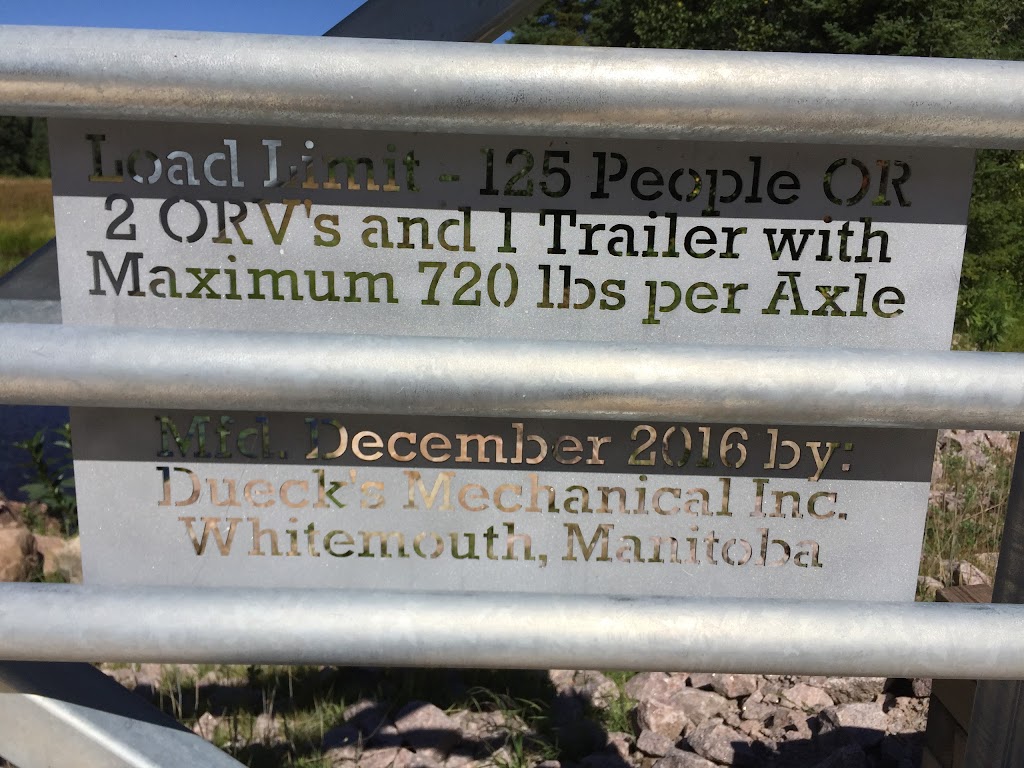 Load Limit - 125 People OR
2 ORV's and 1 Trailer with
Maximum 720 lbs per Axle
Mfd. December 2016 by:
Dueck's Mechanical Inc.
Whitemouth, Manitoba